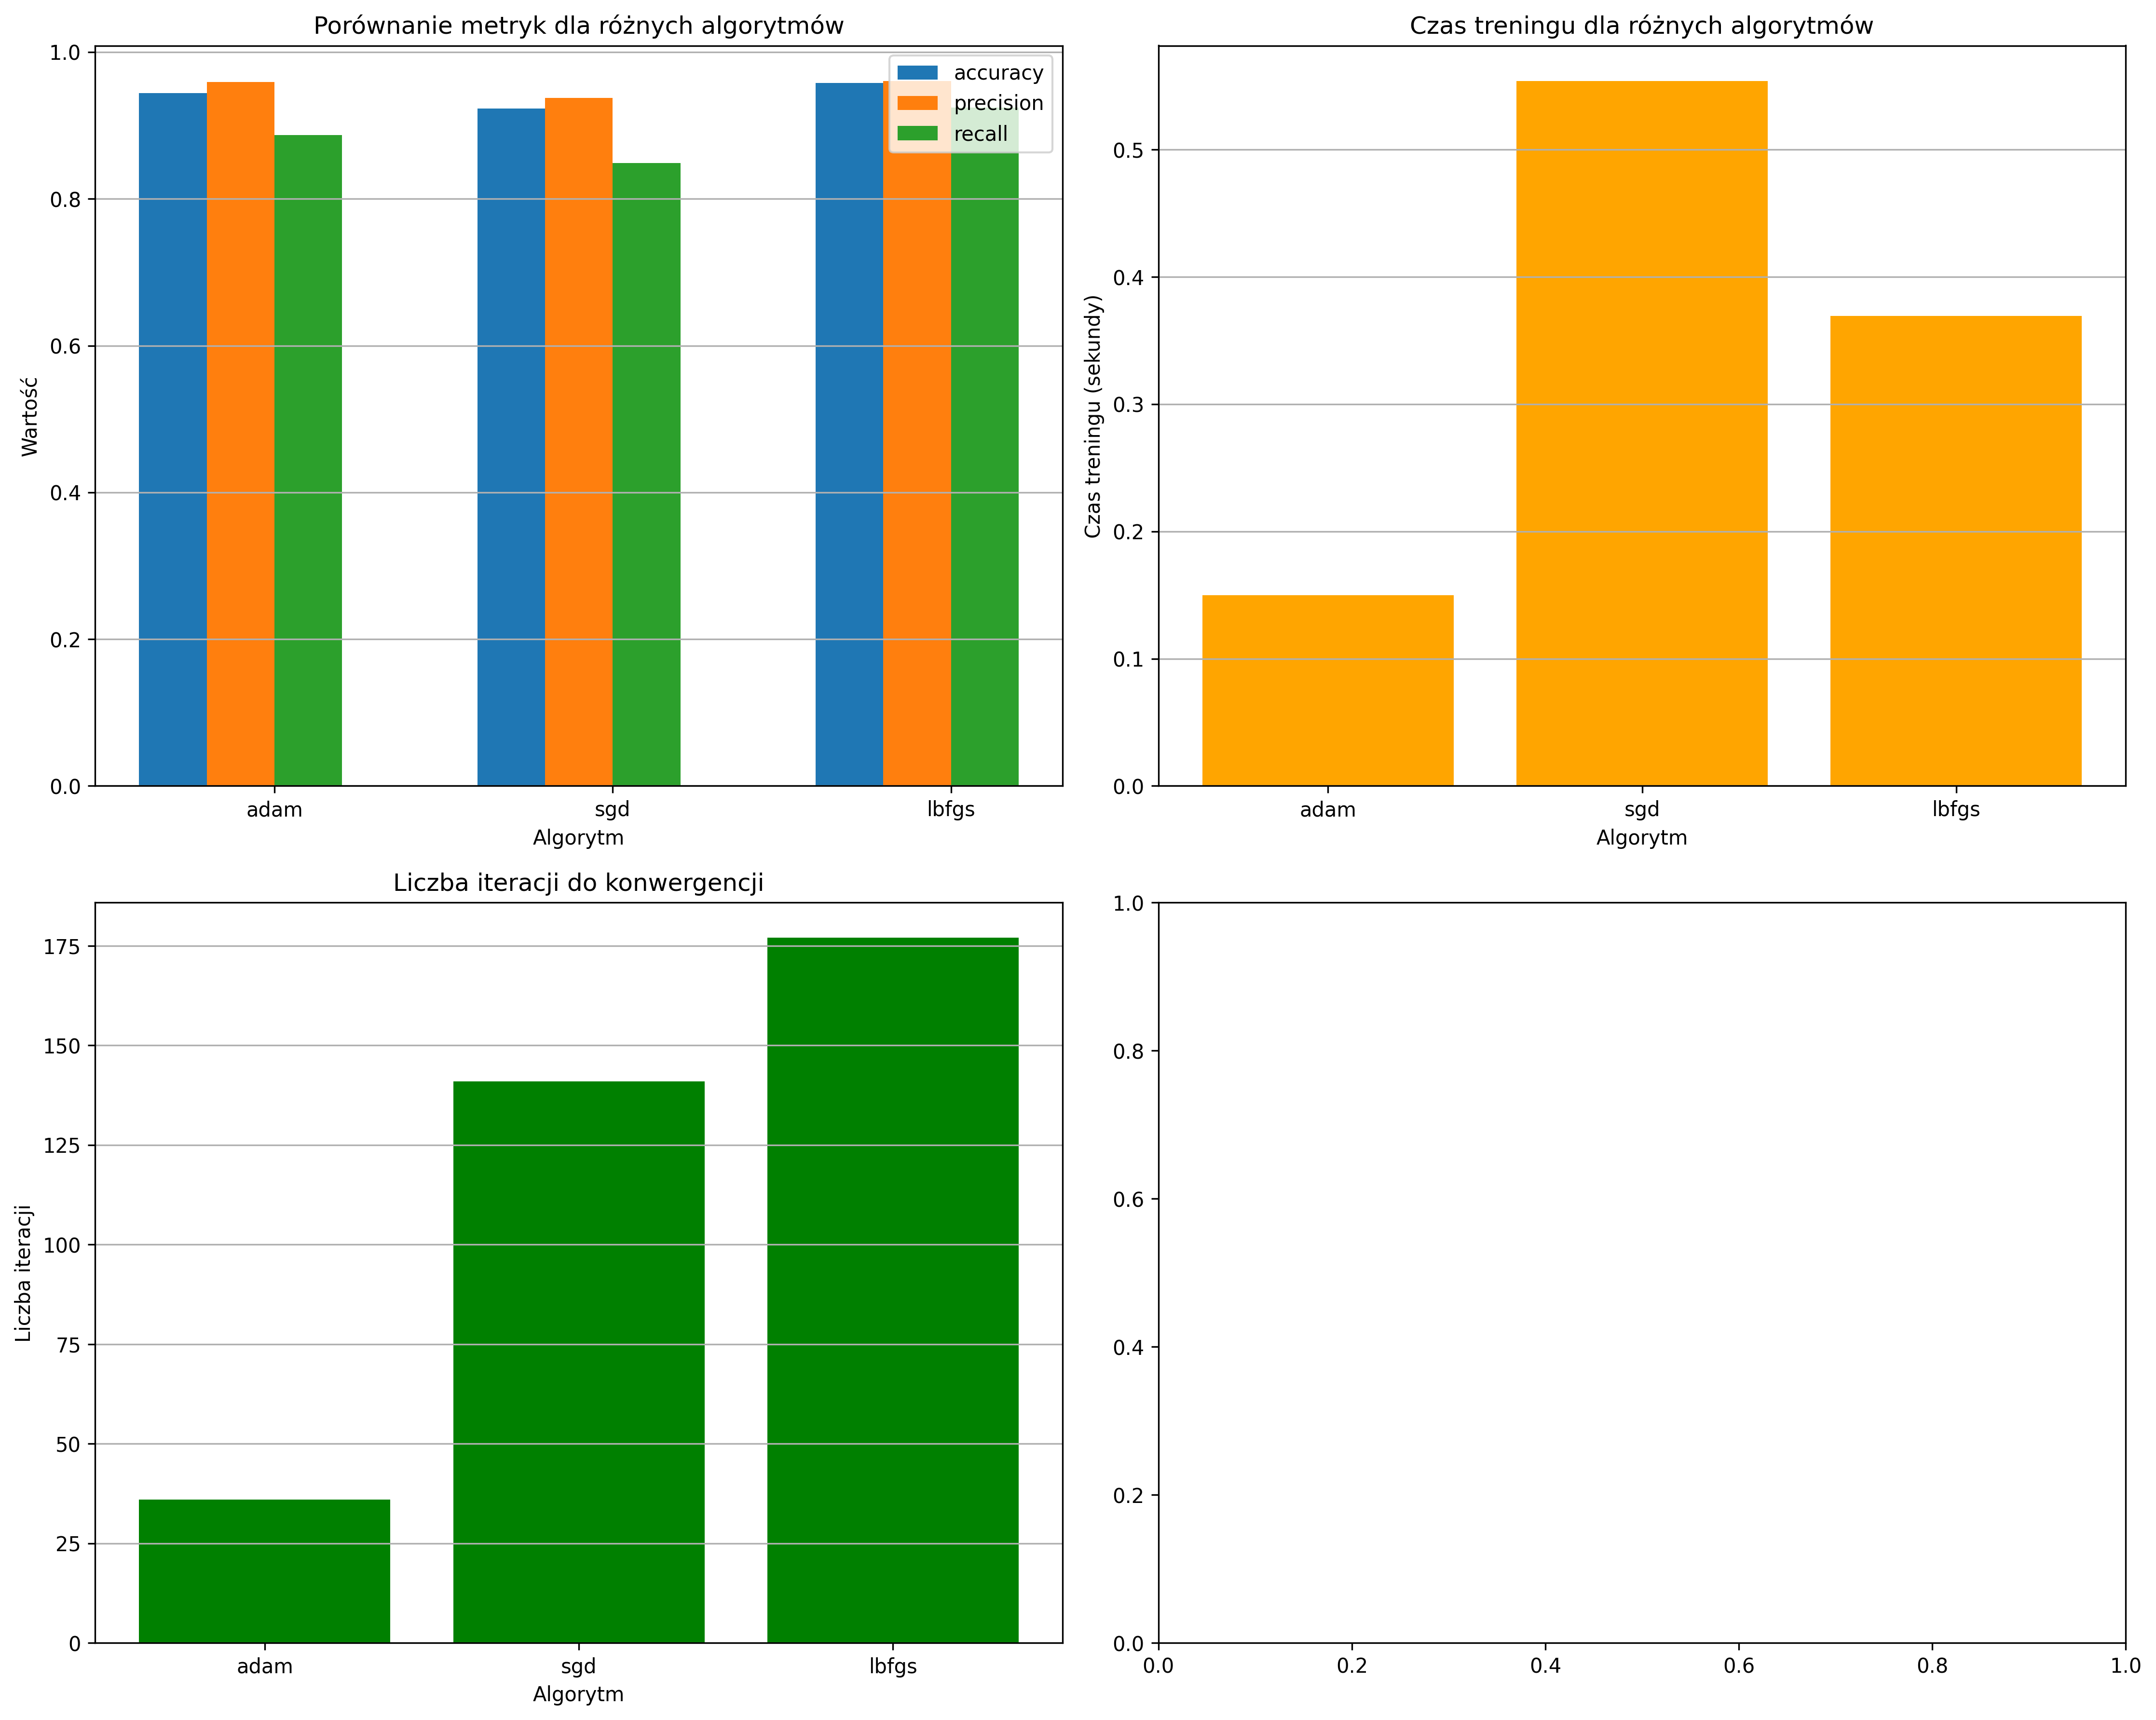 Porównanie metryk dla różnych algorytmów
1.0
0.8
0.6
0.4
0.2
0.0
Wartość
accuracy
precision
recall
adam sgd lbfgs
Algorytm
Czas treningu dla różnych algorytmów
0.5
0.4
0.3
0.2
0.1
0.0
Czas treningu (sekundy)
adam sgd lbfgs
Algorytm
Liczba iteracji do konwergencji
175
150
125
100
75
50
25
0
Liczba iteracji
adam sgd lbfgs
Algorytm
1.0
0.8
0.6
0.4
0.2
0.0
0.0 0.2 0.4 0.6 0.8 1.0